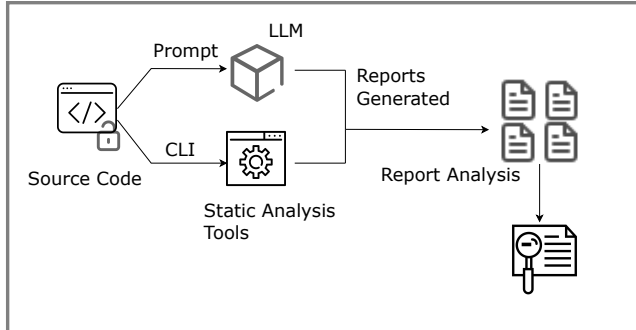 LLM
Prompt
Reports
Generated
</>
CLI
Source Code
Report Analysis
Static Analysis
Tools